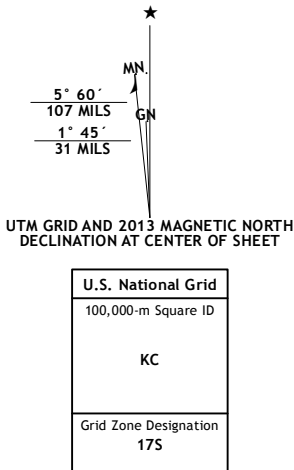 ★
MN.
GN
5° 60´
107 MILS
1° 45´
31 MILS
UTM GRID AND 2013 MAGNETIC NORTH
DECLINATION AT CENTER OF SHEET
U.S. National Grid
100,000-m Square ID
KC
Grid Zone Designation
17S